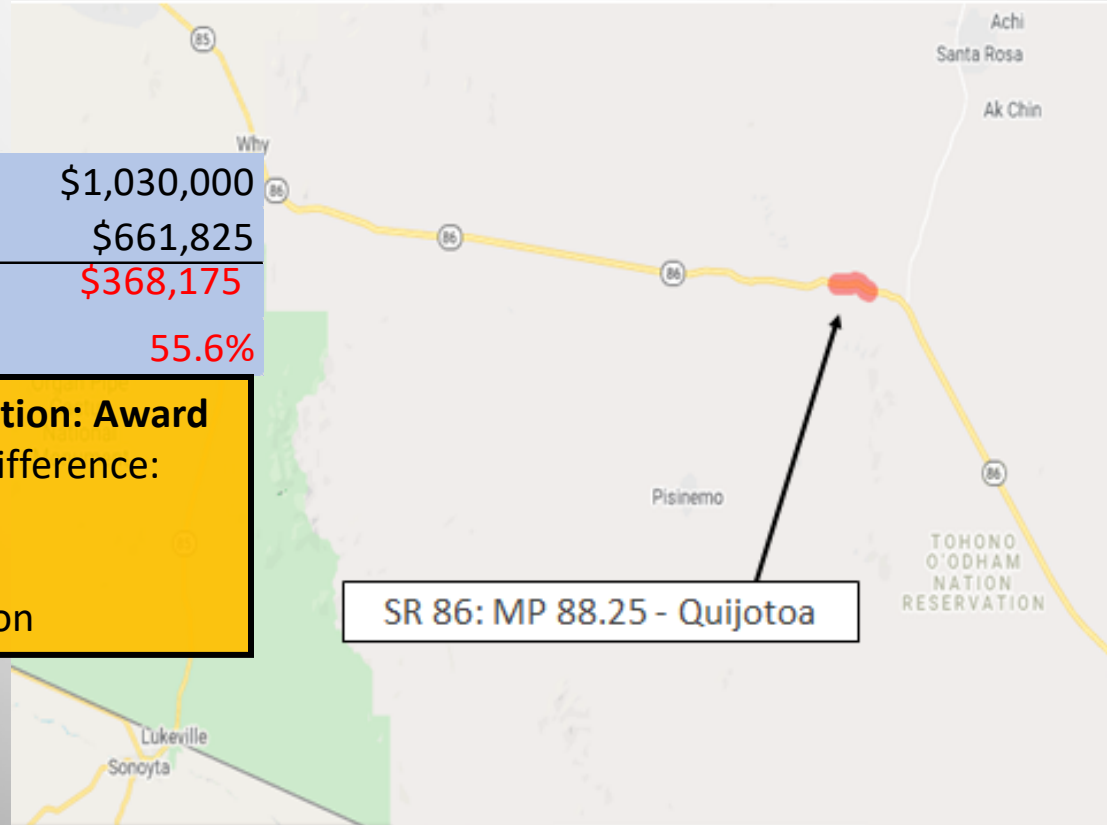 Achi
85
Santa Rosa
Ak Chin
Why
$1,030,000
86
$661,825
86
$368,175
86
55.6%
tion: Award
ifference:
86
Pisinemo
85
TOHONO
O'ODHAM
NATION
RESERVATION
on
SR 86: MP 88.25 - Quijotoa
Lukeville
Sonoyta